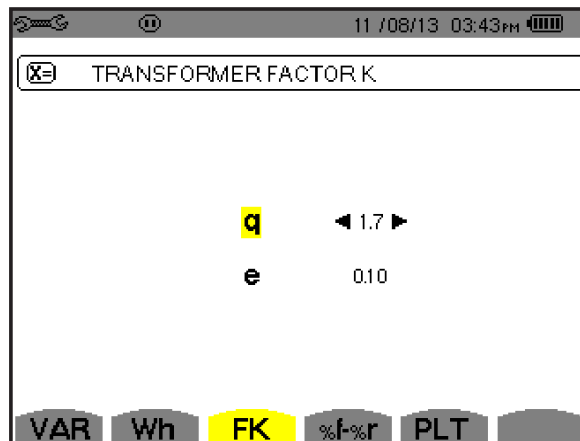 11 /08/13 03:43PM
[X=] TRANSFORMER FACTOR K
q ◄ 1.7 ►
e 0.10
VAR Wh FK %f-%r PLT